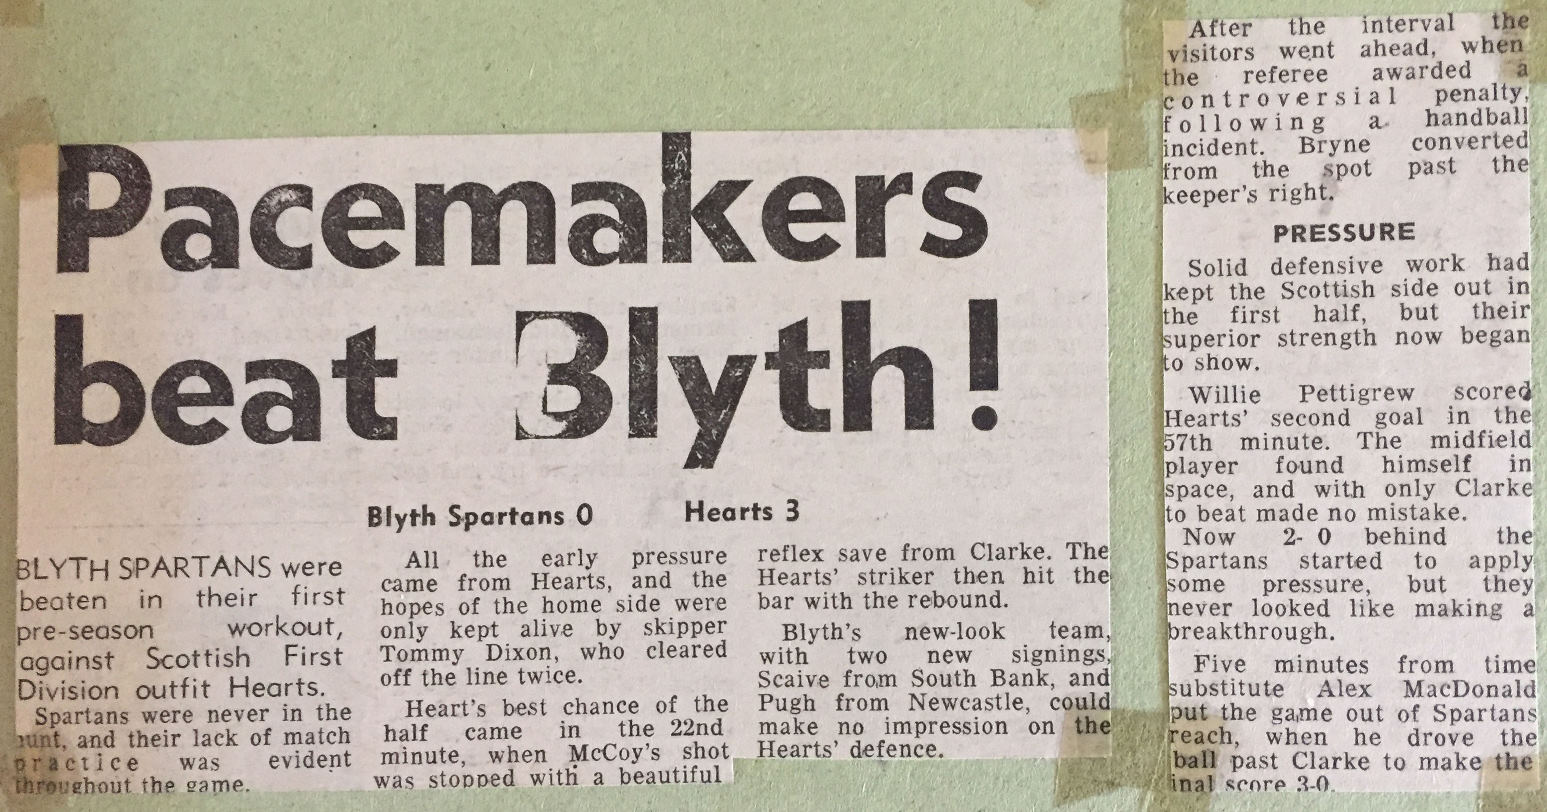 Pacemakers
beat Blyth!
Blyth Spartans 0 Hearts 3
BLYTH SPARTANS were
beaten in their first
pre-season workout,
against Scottish First
Division outfit Hearts.
Spartans were never in the
unt, and their lack of match
practice was evident
throughout the game.
All the early pressure
came from Hearts, and the
hopes of the home side were
only kept alive by skipper
Tommy Dixon, who cleared
off the line twice.
Heart's best chance of the
half came in the 22nd
minute, when McCoy's shot
was stopped with a beautiful
reflex save from Clarke. The
Hearts' striker then hit the
bar with the rebound.
Blyth's new-look team,
with two new signings,
Scaive from South Bank, and
Pugh from Newcastle, could
make no impression on the
Hearts' defence.
After the interval the
visitors went ahead, when
the referee awarded a
controversial penalty,
following a handball
incident. Bryne converted
from the spot past the
keeper's right.
PRESSURE
Solid defensive work had
kept the Scottish side out in
the first half, but their
superior strength now began
to show.
Willie Pettigrew scored
Hearts' second goal in the
57th minute. The midfield
player found himself in
space, and with only Clarke
to beat made no mistake.
Now 2-0 behind the
Spartans started to apply
some pressure, but they
never looked like making a
breakthrough.
Five minutes from time
substitute Alex MacDonald
put the game out of Spartans
reach, when he drove the
ball past Clarke to make the
inal score 3-0.